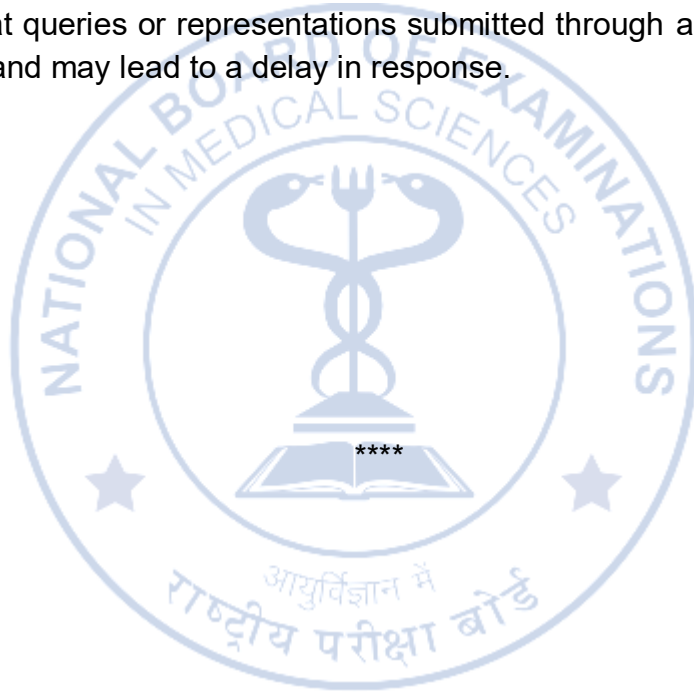 at queries or representations submitted through a
and may lead to a delay in response.
NATIONAL BOARD OF EXAMINATIONS
IN MEDICAL SCIENCES
****
आयुर्विज्ञान में
राष्ट्रीय परीक्षा बोर्ड